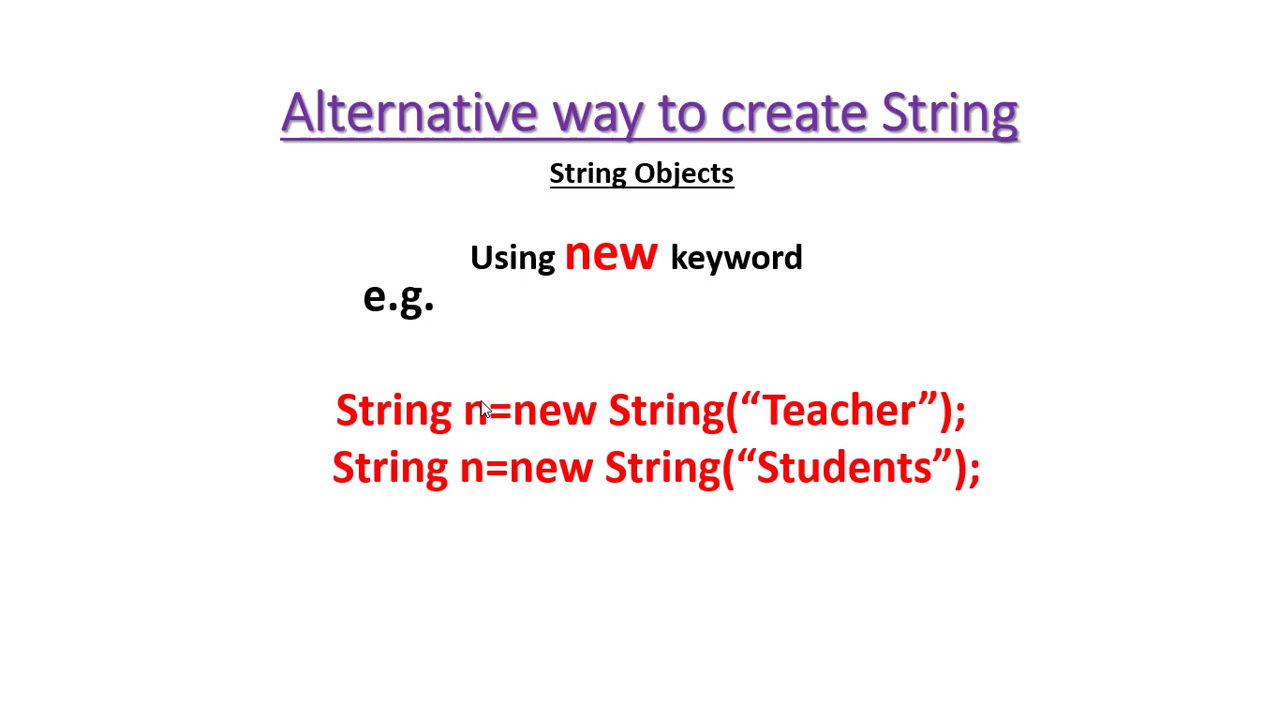 Alternative way to create String
String Objects
Using new keyword
e.g.
String n=new String(“Teacher”);
String n=new String(“Students”);